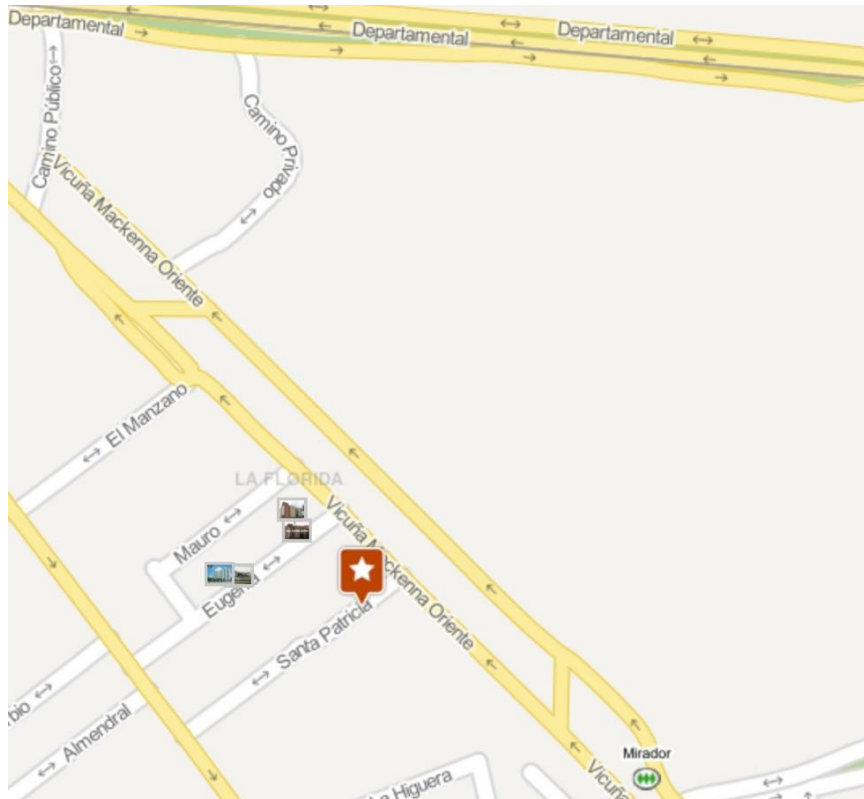 Departamental
Departamental
Departamental
Camino Público
Camino Privado
Vicuña Mackenna Oriente
El Manzano
LA FLORIDA
Mauro
Vicuña Mackenna Oriente
Eugenia
Santa Patricia
Almendral
Mirador
Higuera